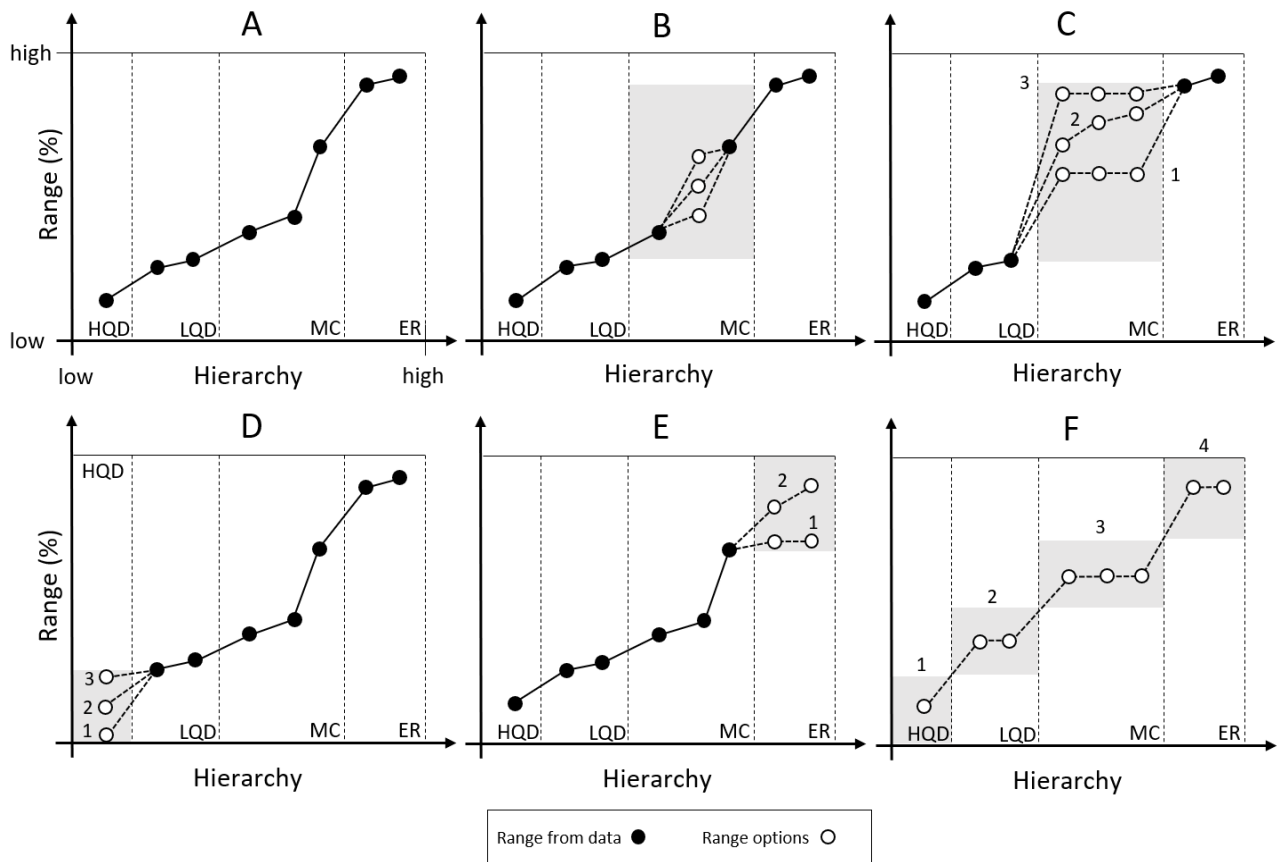 A
B
C
high
Range (%)
3
2
1
HQD
LQD
MC
ER
HQD
LQD
MC
ER
HQD
LQD
MC
ER
low
low
Hierarchy
high
Hierarchy
Hierarchy
D
E
F
HQD
Range (%)
3
2
1
LQD
MC
ER
2
1
HQD
LQD
MC
ER
4
3
2
1
HQD
LQD
MC
ER
Hierarchy
Hierarchy
Hierarchy
Range from data
Range options